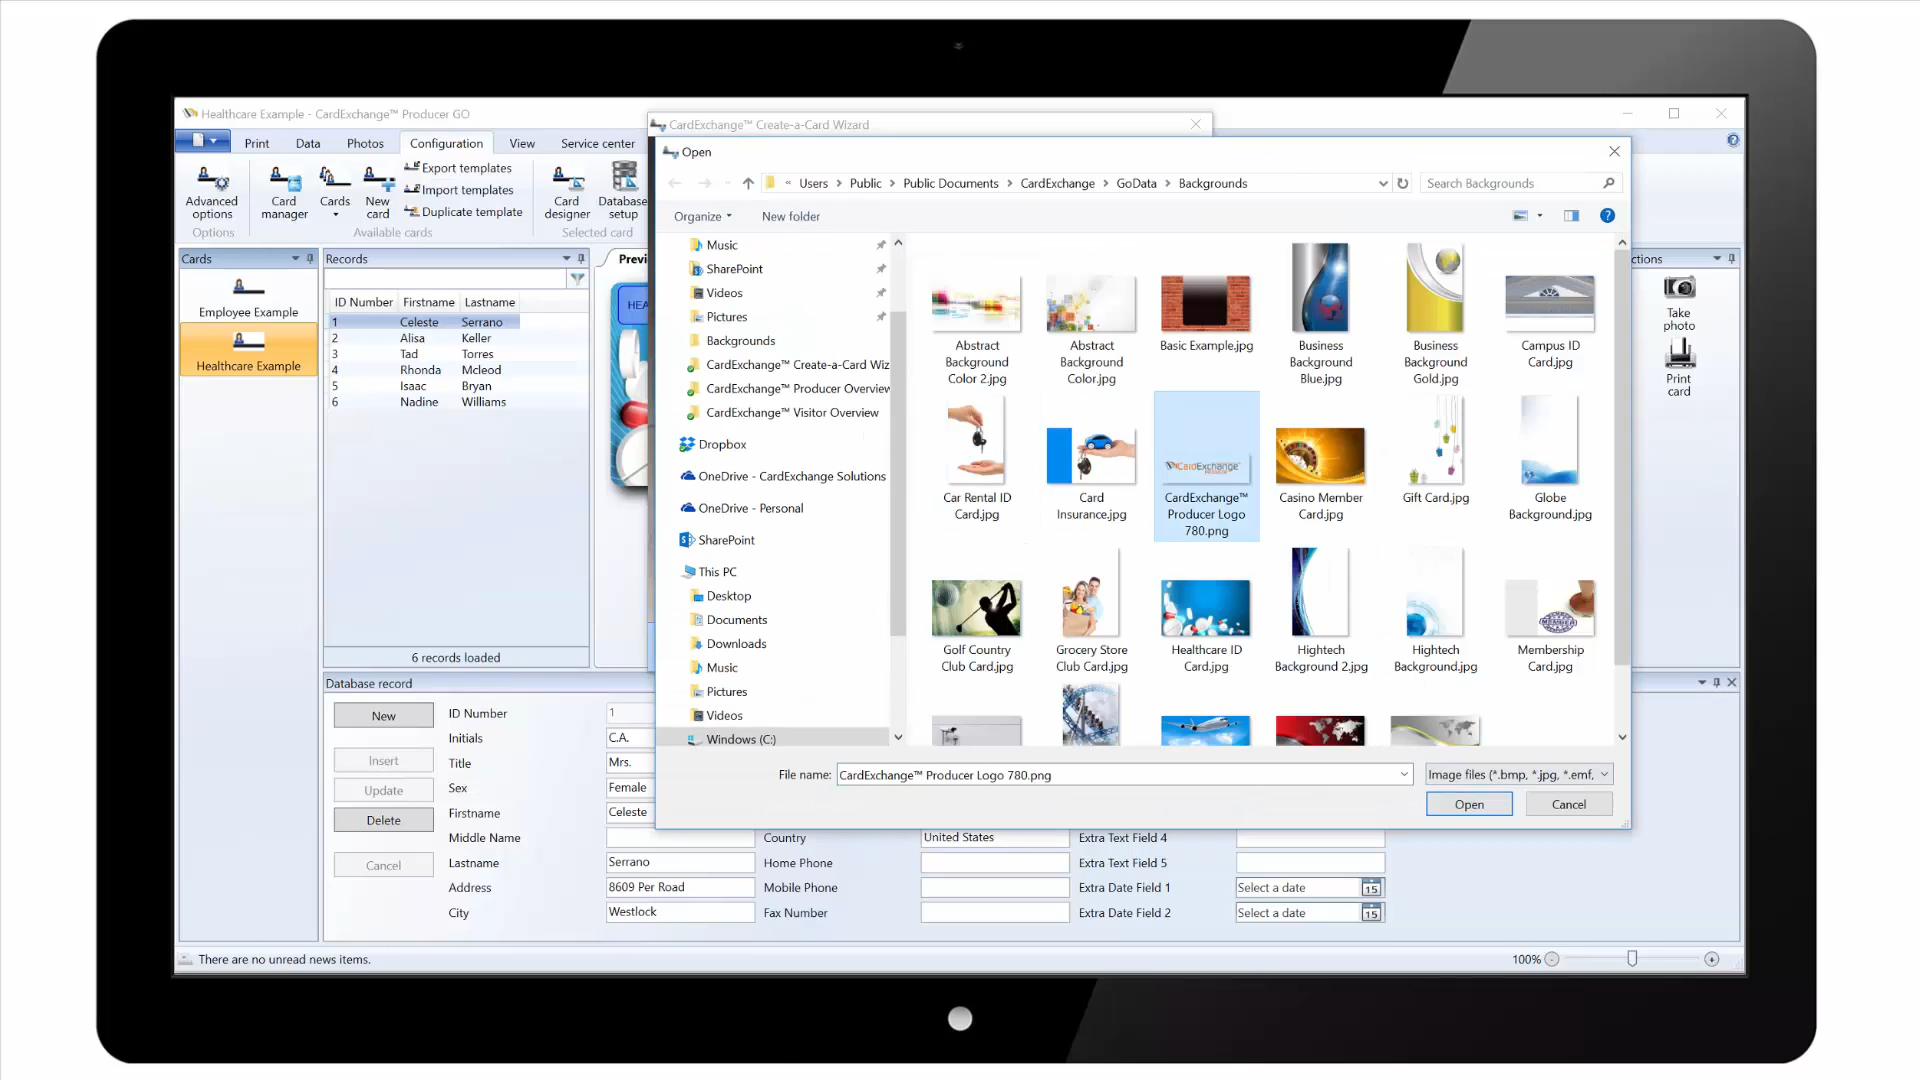 Healthcare Example - CardExchange™ Producer GO
Print
Data
Photos
Configuration
View
Service center
Advanced options
Options
Card manager
Cards
New card
Export templates
Import templates
Duplicate template
Available cards
Card designer
Database setup
Selected card
Cards
Employee Example
Healthcare Example
Records
ID Number Firstname Lastname
1 Celeste Serrano
2 Alisa Keller
3 Tad Torres
4 Rhonda Mcleod
5 Isaac Bryan
6 Nadine Williams
6 records loaded
Previ
HEA
CardExchange™ Create-a-Card Wizard
Open
« Users > Public > Public Documents > CardExchange > GoData > Backgrounds
Search Backgrounds
Organize
New folder
Music
SharePoint
Videos
Pictures
Backgrounds
CardExchange™ Create-a-Card Wiz
CardExchange™ Producer Overview
CardExchange™ Visitor Overview
Dropbox
OneDrive - CardExchange Solutions
OneDrive - Personal
SharePoint
This PC
Desktop
Documents
Downloads
Music
Pictures
Videos
Windows (C:)
Abstract Background Color 2.jpg
Abstract Background Color.jpg
Basic Example.jpg
Business Background Blue.jpg
Business Background Gold.jpg
Campus ID Card.jpg
Car Rental ID Card.jpg
Card Insurance.jpg
CardExchange
CardExchange™ Producer Logo 780.png
Casino Member Card.jpg
Gift Card.jpg
Globe Background.jpg
Golf Country Club Card.jpg
Grocery Store Club Card.jpg
Healthcare ID Card.jpg
Hightech Background 2.jpg
Hightech Background.jpg
MEMBER
Membership Card.jpg
File name: CardExchange™ Producer Logo 780.png
Image files (*.bmp, *.jpg, *.emf,
Open
Cancel
ctions
Take photo
Print card
Database record
New
Insert
Update
Delete
Cancel
ID Number 1
Initials C.A.
Title Mrs.
Sex Female
Firstname Celeste
Middle Name
Lastname Serrano
Address 8609 Per Road
City Westlock
Country United States
Home Phone
Mobile Phone
Fax Number
Extra Text Field 4
Extra Text Field 5
Extra Date Field 1 Select a date 15
Extra Date Field 2 Select a date 15
There are no unread news items.
100%